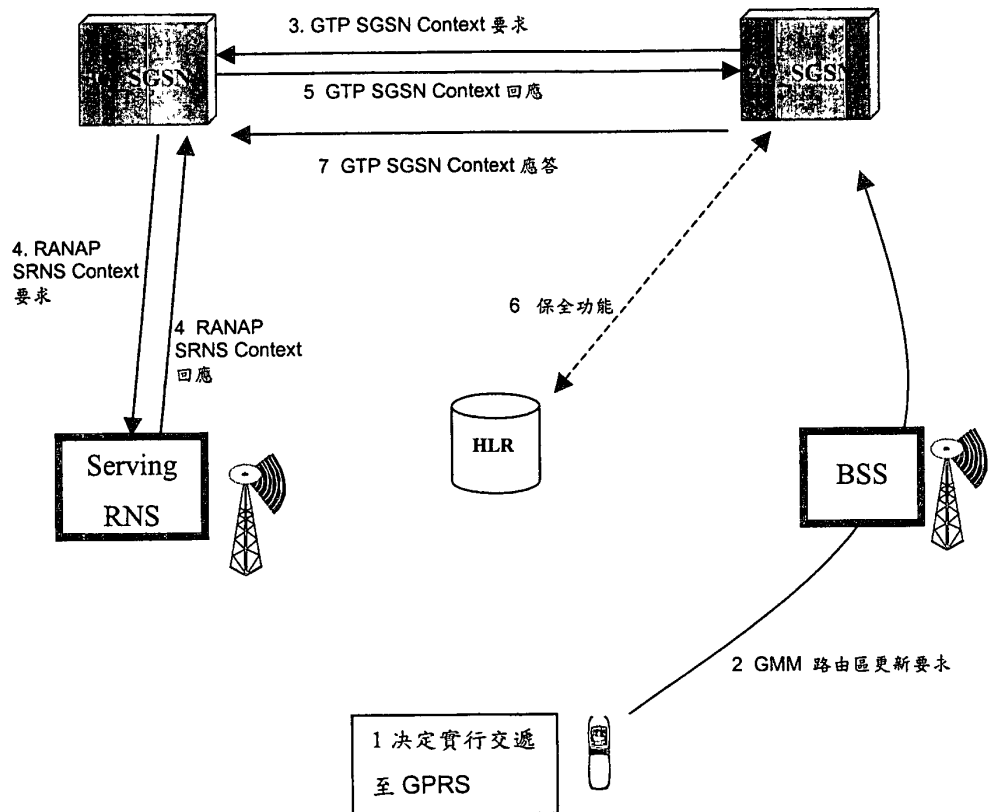 3. GTP SGSN Context 要求
SGSN
SGSN
5 GTP SGSN Context 回應
7 GTP SGSN Context 應答
4. RANAP
SRNS Context
要求
6 保全功能
4 RANAP
SRNS Context
回應
HLR
Serving
RNS
BSS
2 GMM 路由區更新要求
1 決定實行交遞
至 GPRS